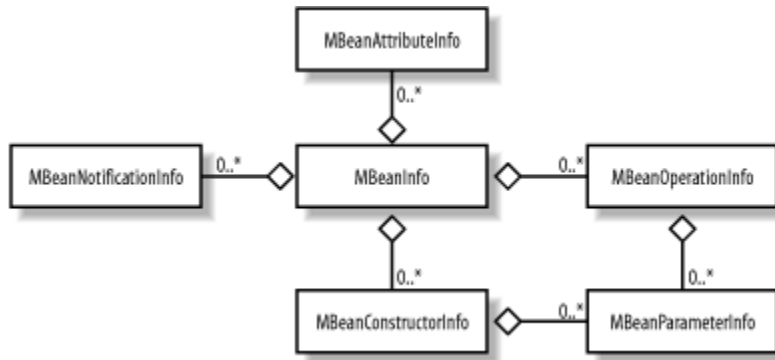 MBeanAttributeInfo
0..*
MBeanNotificationInfo
0..*
MBeanInfo
0..*
MBeanOperationInfo
0..*
0..*
MBeanConstructorInfo
0..*
MBeanParameterInfo